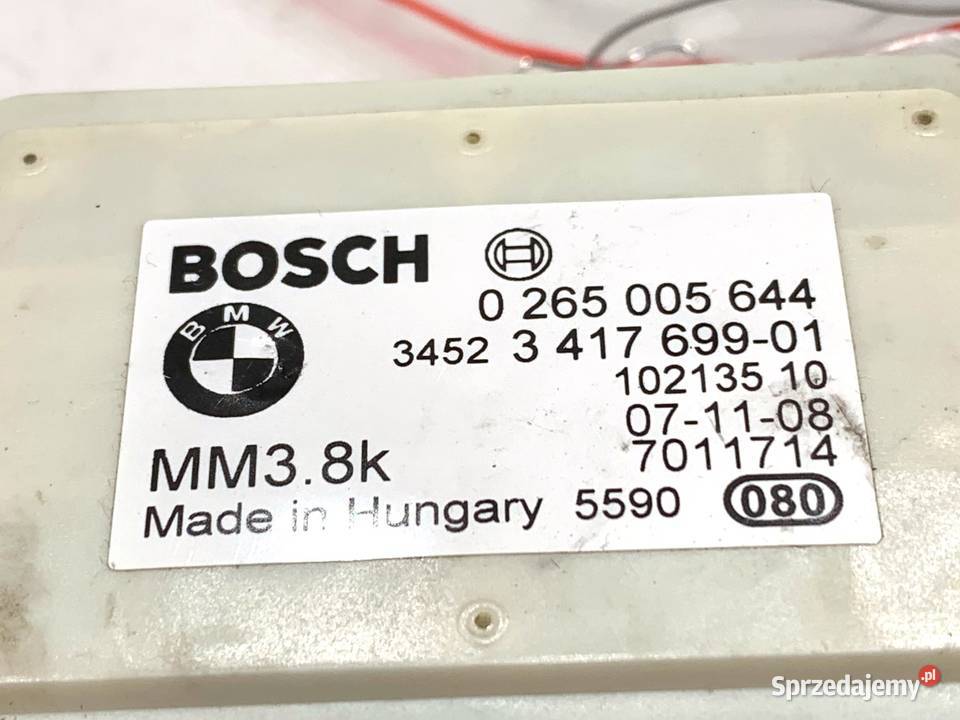 BOSCH
0 265 005 644
BMW
3452 3 417 699-01
102135 10
07-11-08
MM3.8k
7011714
Made in Hungary 5590 080
Sprzedajemy.pl